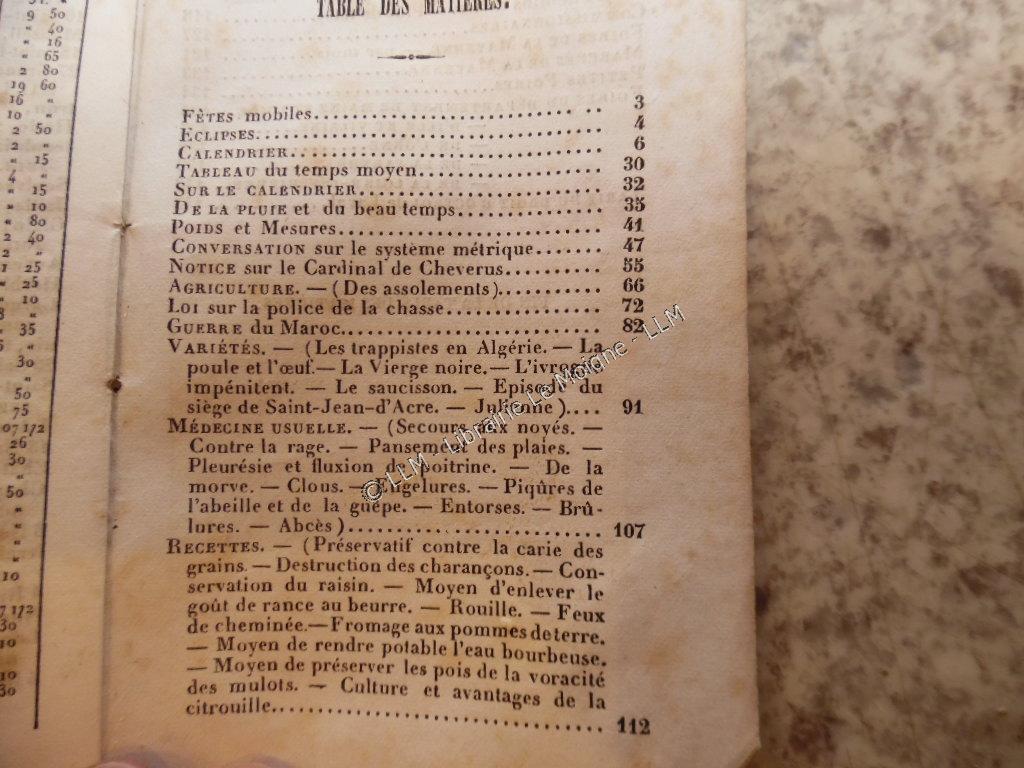 TABLE DES MATIÈRES.
FÊTES mobiles 3
ECLIPSES 4
CALENDRIER 6
TABLEAU du temps moyen 30
SUR LE CALENDRIER 32
DE LA PLUIE et du beau temps 35
POIDS et Mesures 41
CONVERSATION sur le système métrique 47
NOTICE sur le Cardinal de Cheverus 55
AGRICULTURE. — (Des assolements) 66
LOI sur la police de la chasse 72
GUERRE du Maroc 82
VARIÉTÉS. — (Les trappistes en Algérie. — La
poule et l'œuf. — La Vierge noire. — L'ivrogne
impénitent. — Le saucisson. — Episode du
siège de Saint-Jean-d'Acre. — Julienne) 91
MÉDECINE USUELLE. — (Secours aux noyés. —
Contre la rage. — Pansement des plaies. —
Pleurésie et fluxion de poitrine. — De la
morve. — Clous. — Engelures. — Piqûres de
l'abeille et de la guêpe. — Entorses. — Brû-
lures. — Abcès) 107
RECETTES. — (Préservatif contre la carie des
grains. — Destruction des charançons. — Con-
servation du raisin. — Moyen d'enlever le
goût de rance au beurre. — Rouille. — Feux
de cheminée. — Fromage aux pommes de terre.
— Moyen de rendre potable l'eau bourbeuse.
— Moyen de préserver les pois de la voracité
des mulots. — Culture et avantages de la
citrouille 112
© LLM - Librairie Le Moigne - LLM